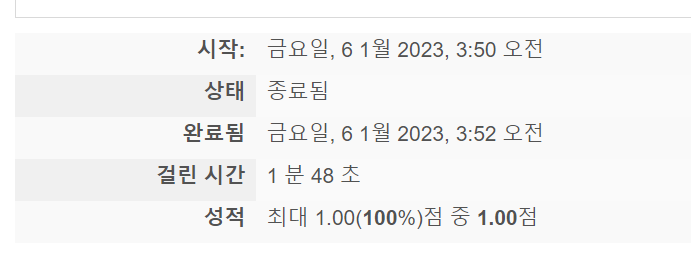 시작: 금요일, 6 1월 2023, 3:50 오전
상태 종료됨
완료됨 금요일, 6 1월 2023, 3:52 오전
걸린 시간 1 분 48 초
성적 최대 1.00(100%)점 중 1.00점